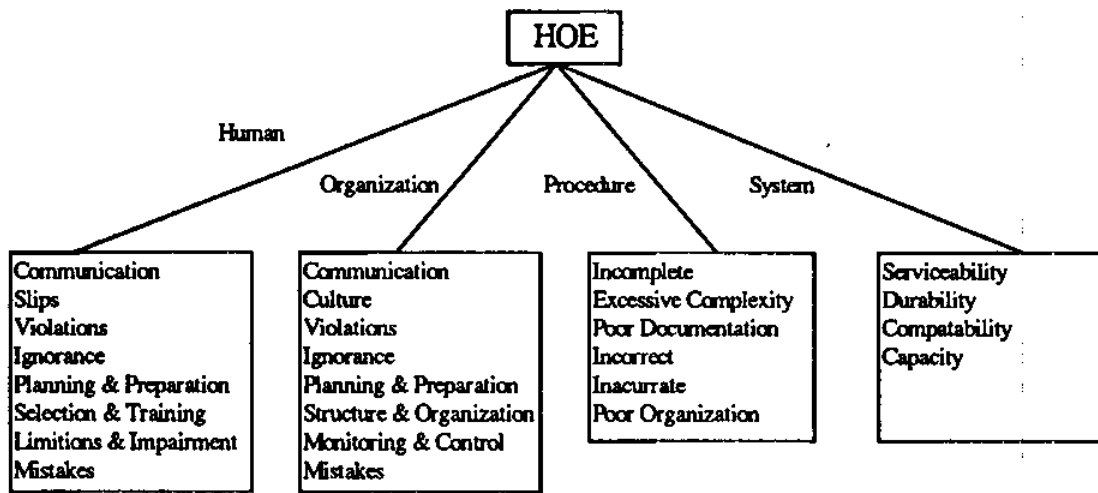 HOE
Human
Organization
Procedure
System
Communication
Slips
Violations
Ignorance
Planning & Preparation
Selection & Training
Limitions & Impairment
Mistakes
Communication
Culture
Violations
Ignorance
Planning & Preparation
Structure & Organization
Monitoring & Control
Mistakes
Incomplete
Excessive Complexity
Poor Documentation
Incorrect
Inacurrate
Poor Organization
Serviceability
Durability
Compatability
Capacity